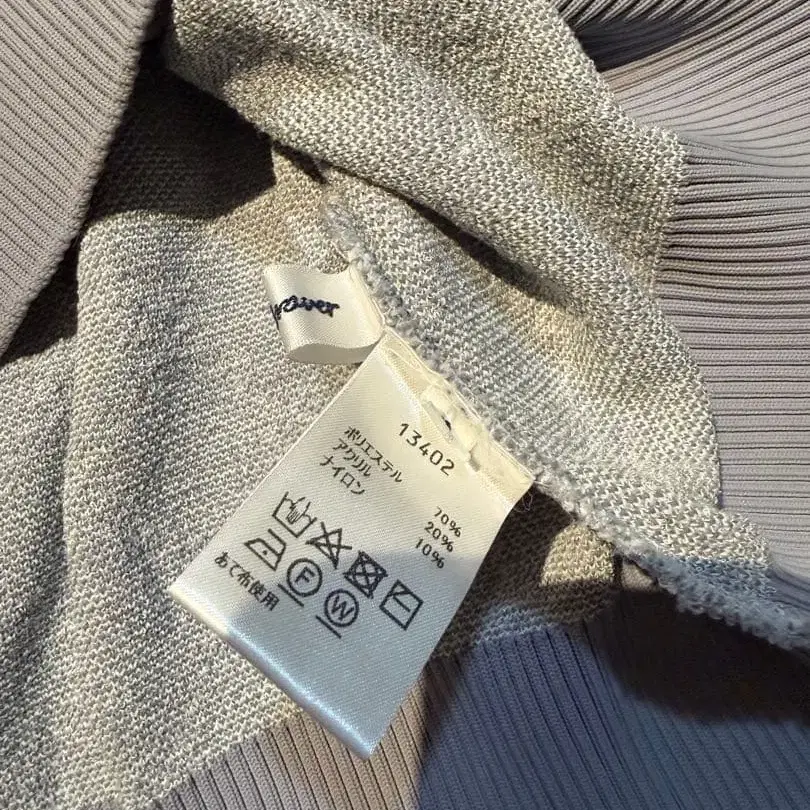 13402
ポリエステル 70%
アクリル 20%
ナイロン 10%
F
W
あて布使用